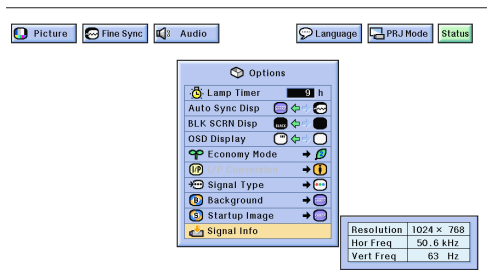 Picture Fine Sync Audio Language PRJ Mode Status
Options
Lamp Timer 9 h
Auto Sync Disp
BLK SCRN Disp
OSD Display
Economy Mode
I/P
Signal Type
B Background
S Startup Image
Signal Info
Resolution 1024 × 768
Hor Freq 50.6 kHz
Vert Freq 63 Hz